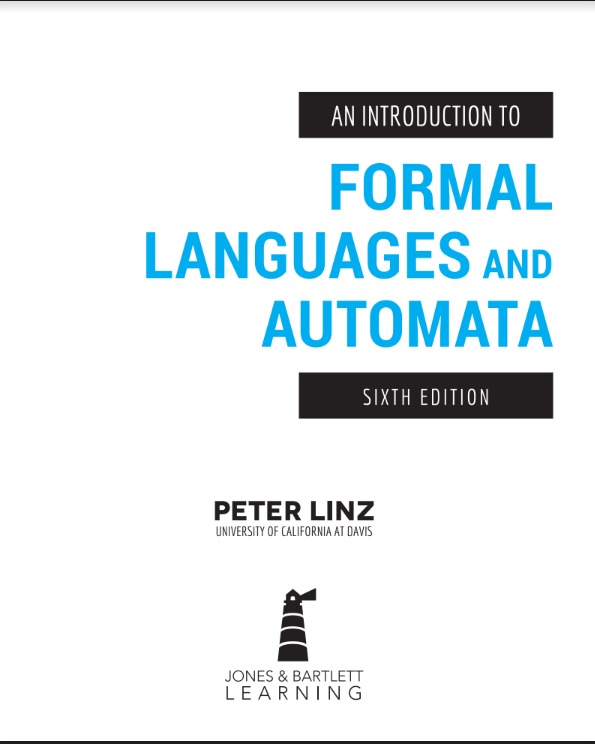 AN INTRODUCTION TO
FORMAL
LANGUAGES AND
AUTOMATA
SIXTH EDITION
PETER LINZ
UNIVERSITY OF CALIFORNIA AT DAVIS
JONES & BARTLETT
LEARNING